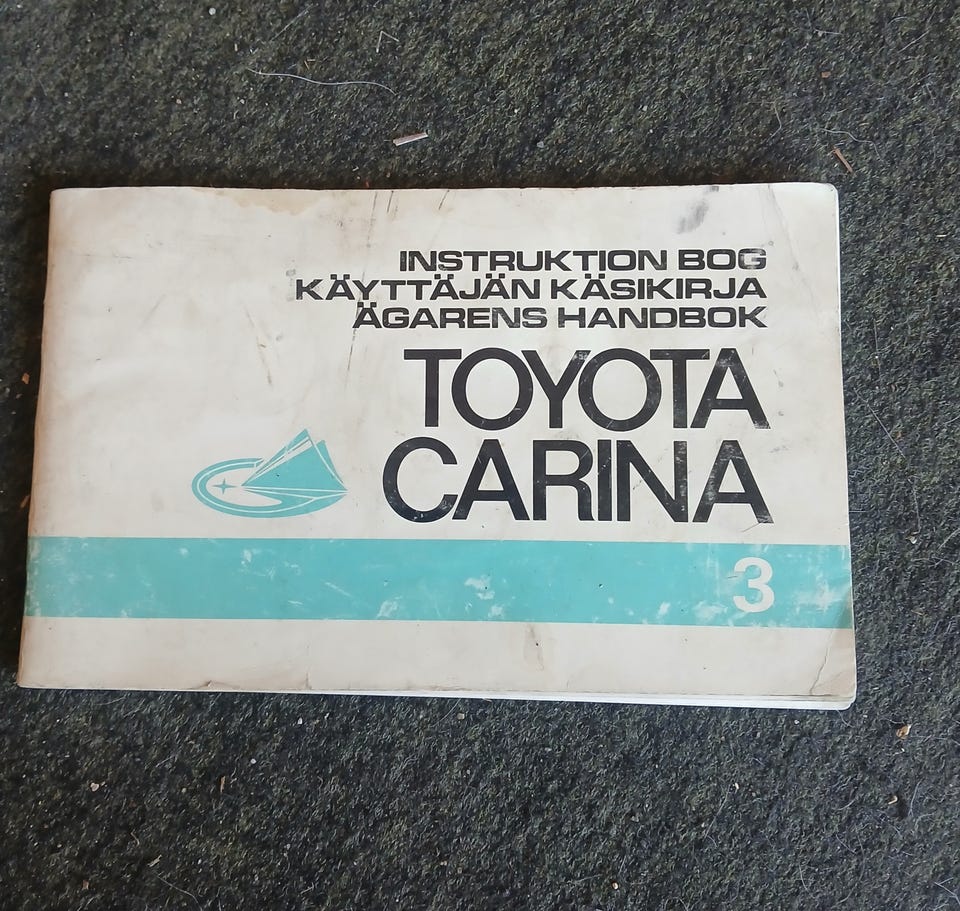 INSTRUKTION BOG
KÄYTTÄJÄN KÄSIKIRJA
ÄGARENS HANDBOK
TOYOTA
CARINA
3